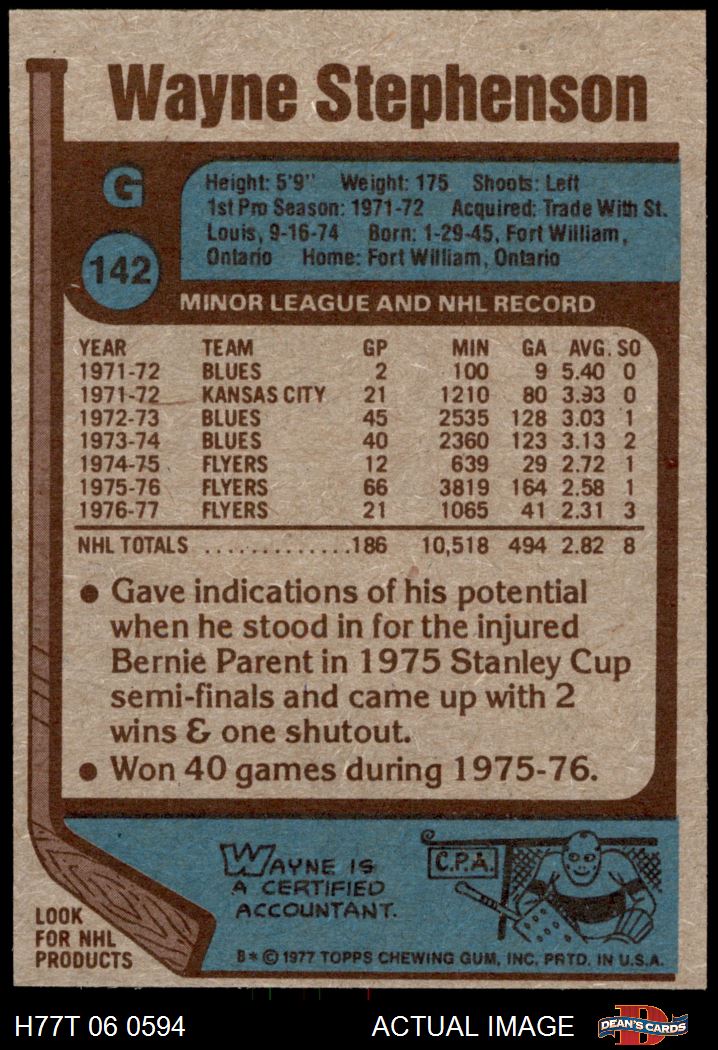 Wayne Stephenson
G
142
Height: 5'9" Weight: 175 Shoots: Left
1st Pro Season: 1971-72 Acquired: Trade With St.
Louis, 9-16-74 Born: 1-29-45, Fort William,
Ontario Home: Fort William, Ontario
MINOR LEAGUE AND NHL RECORD
YEAR TEAM GP MIN GA AVG. SO
1971-72 BLUES 2 100 9 5.40 0
1971-72 KANSAS CITY 21 1210 80 3.93 0
1972-73 BLUES 45 2535 128 3.03 1
1973-74 BLUES 40 2360 123 3.13 2
1974-75 FLYERS 12 639 29 2.72 1
1975-76 FLYERS 66 3819 164 2.58 1
1976-77 FLYERS 21 1065 41 2.31 3
NHL TOTALS .............186 10,518 494 2.82 8
● Gave indications of his potential
when he stood in for the injured
Bernie Parent in 1975 Stanley Cup
semi-finals and came up with 2
wins & one shutout.
● Won 40 games during 1975-76.
WAYNE IS
A CERTIFIED
ACCOUNTANT.
C.P.A.
LOOK
FOR NHL
PRODUCTS
B* © 1977 TOPPS CHEWING GUM, INC. PRTD. IN U.S.A.
H77T 06 0594 ACTUAL IMAGE
D
DEAN'S CARDS